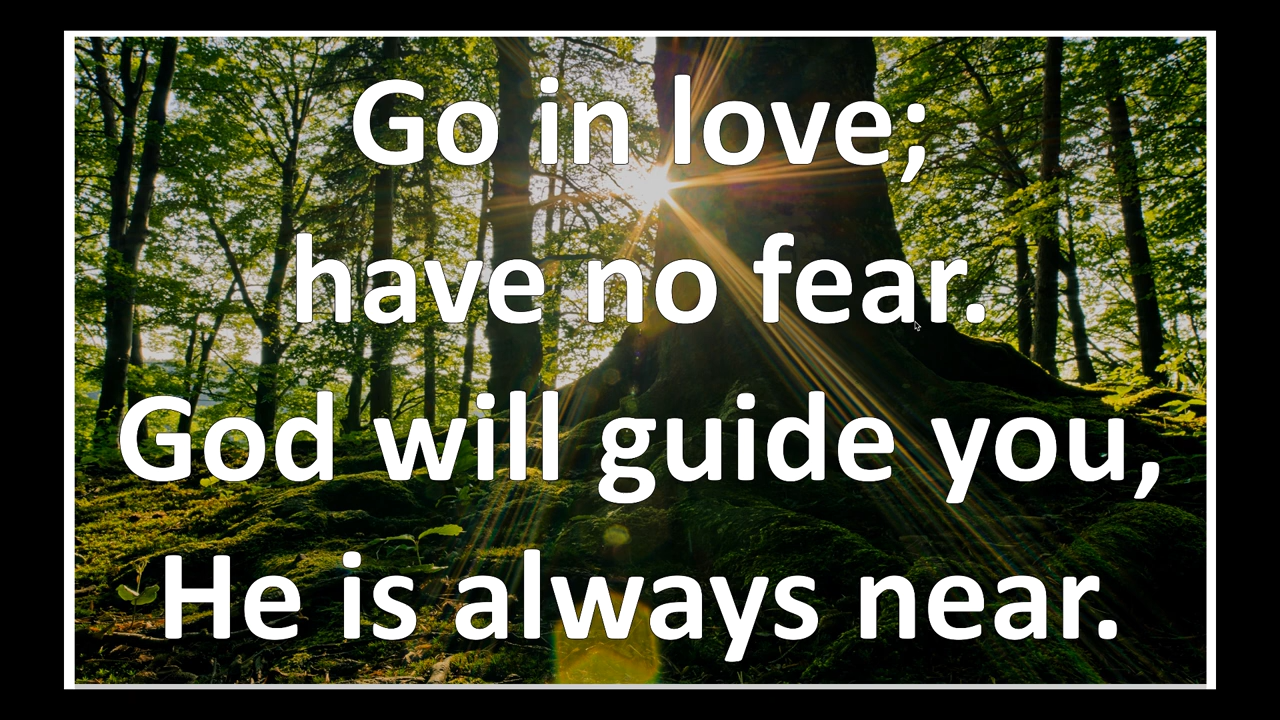 Go in love;
have no fear.
God will guide you,
He is always near.